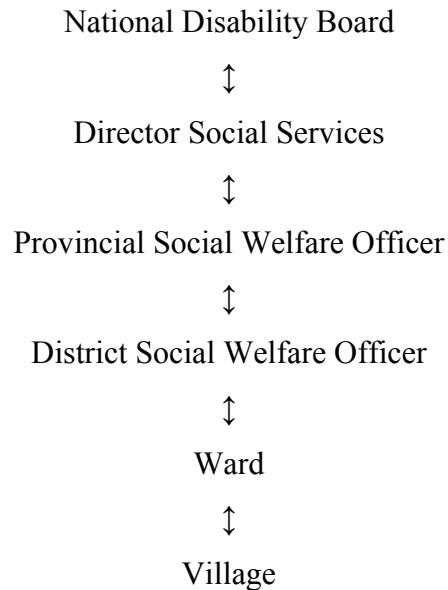 National Disability Board
↕
Director Social Services
↕
Provincial Social Welfare Officer
↕
District Social Welfare Officer
↕
Ward
↕
Village